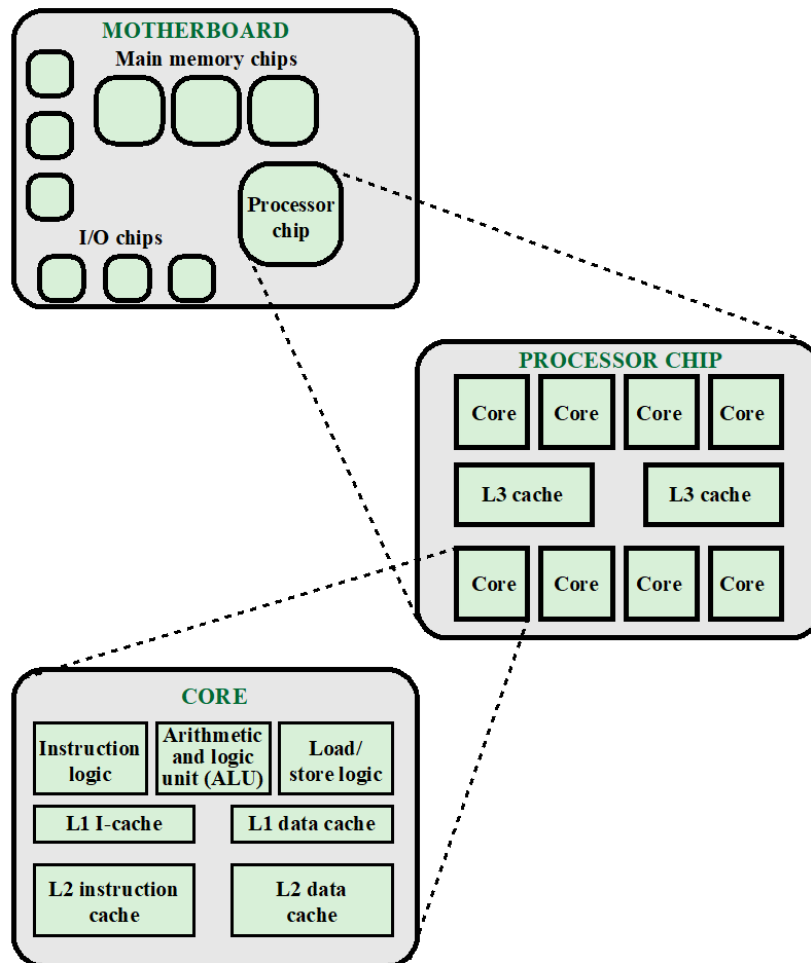 MOTHERBOARD
Main memory chips
Processor
chip
I/O chips
PROCESSOR CHIP
Core
Core
Core
Core
L3 cache
L3 cache
Core
Core
Core
Core
CORE
Instruction
logic
Arithmetic
and logic
unit (ALU)
Load/
store logic
L1 I-cache
L1 data cache
L2 instruction
cache
L2 data
cache